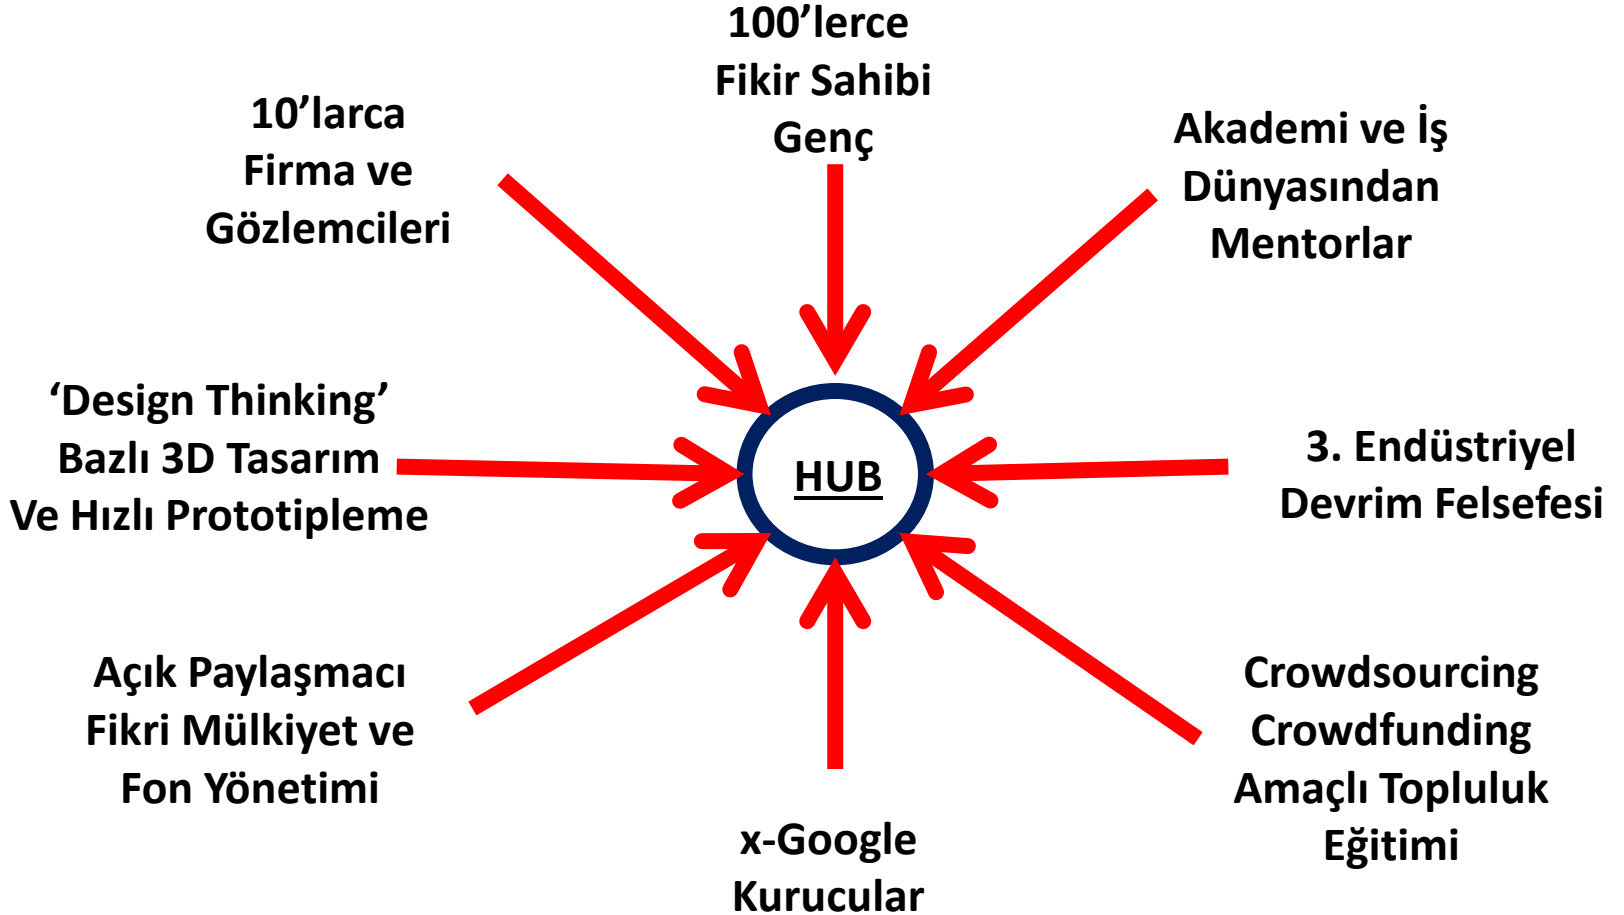 100’lerce
Fikir Sahibi
Genç
10’larca
Firma ve
Gözlemcileri
Akademi ve İş
Dünyasından
Mentorlar
‘Design Thinking’
Bazlı 3D Tasarım
Ve Hızlı Prototipleme
HUB
3. Endüstriyel
Devrim Felsefesi
Açık Paylaşmacı
Fikri Mülkiyet ve
Fon Yönetimi
Crowdsourcing
Crowdfunding
Amaçlı Topluluk
Eğitimi
x-Google
Kurucular